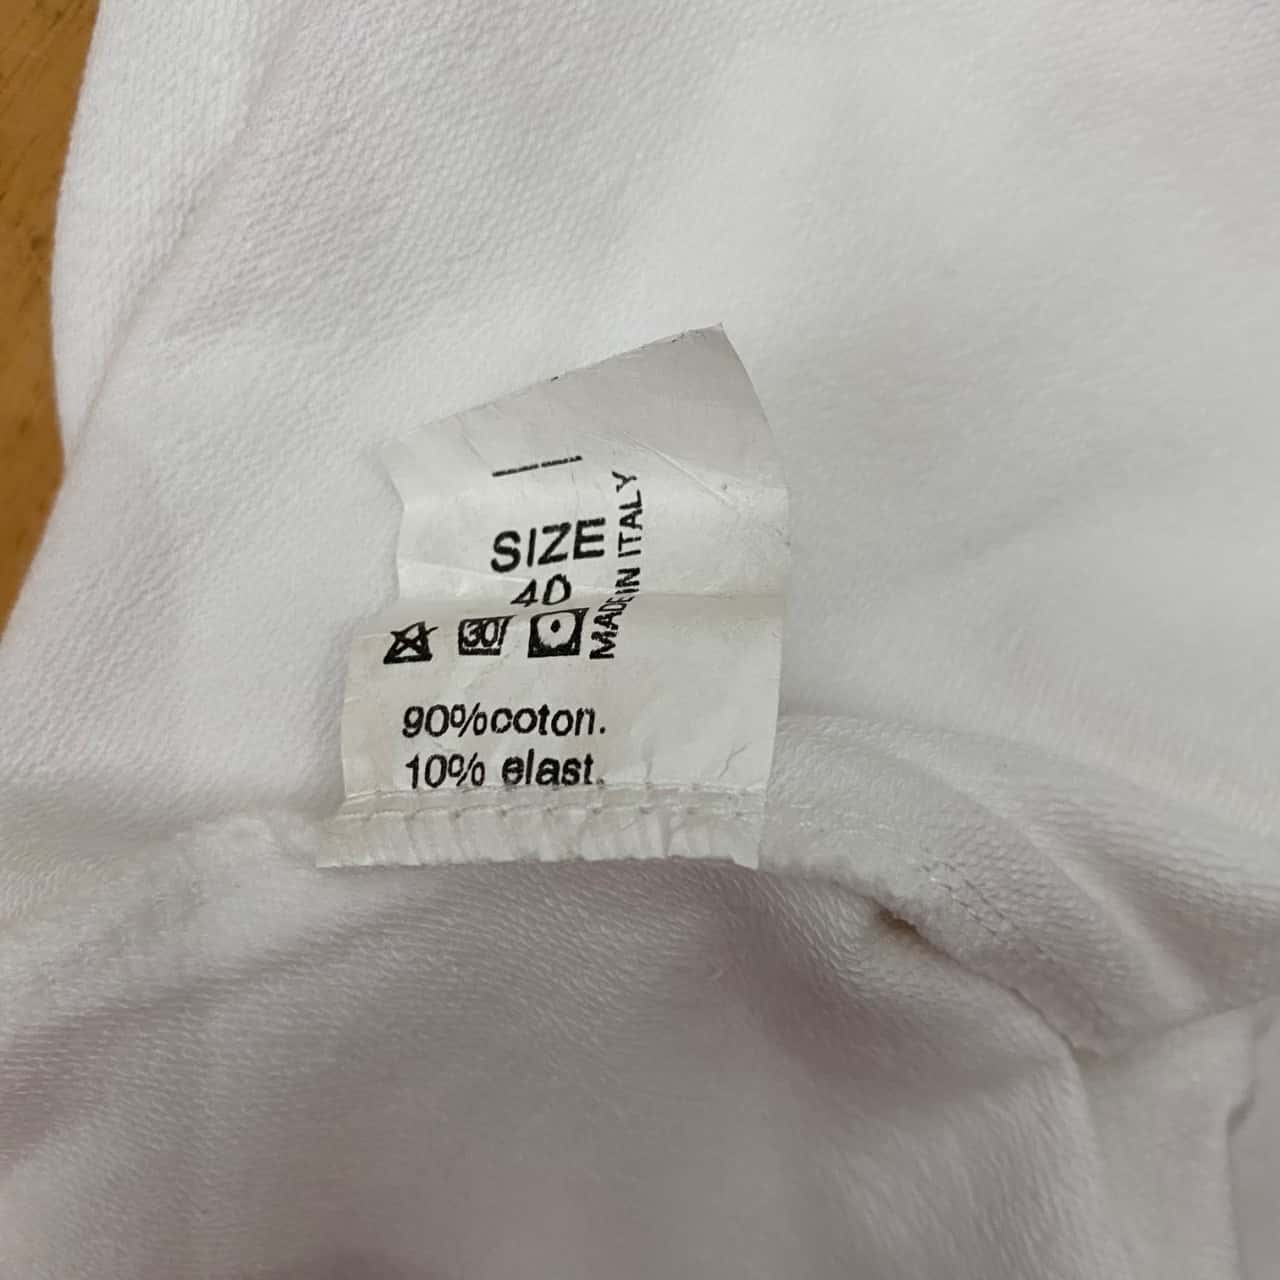 SIZE
40
MADE IN ITALY
30
90%coton.
10% elast.